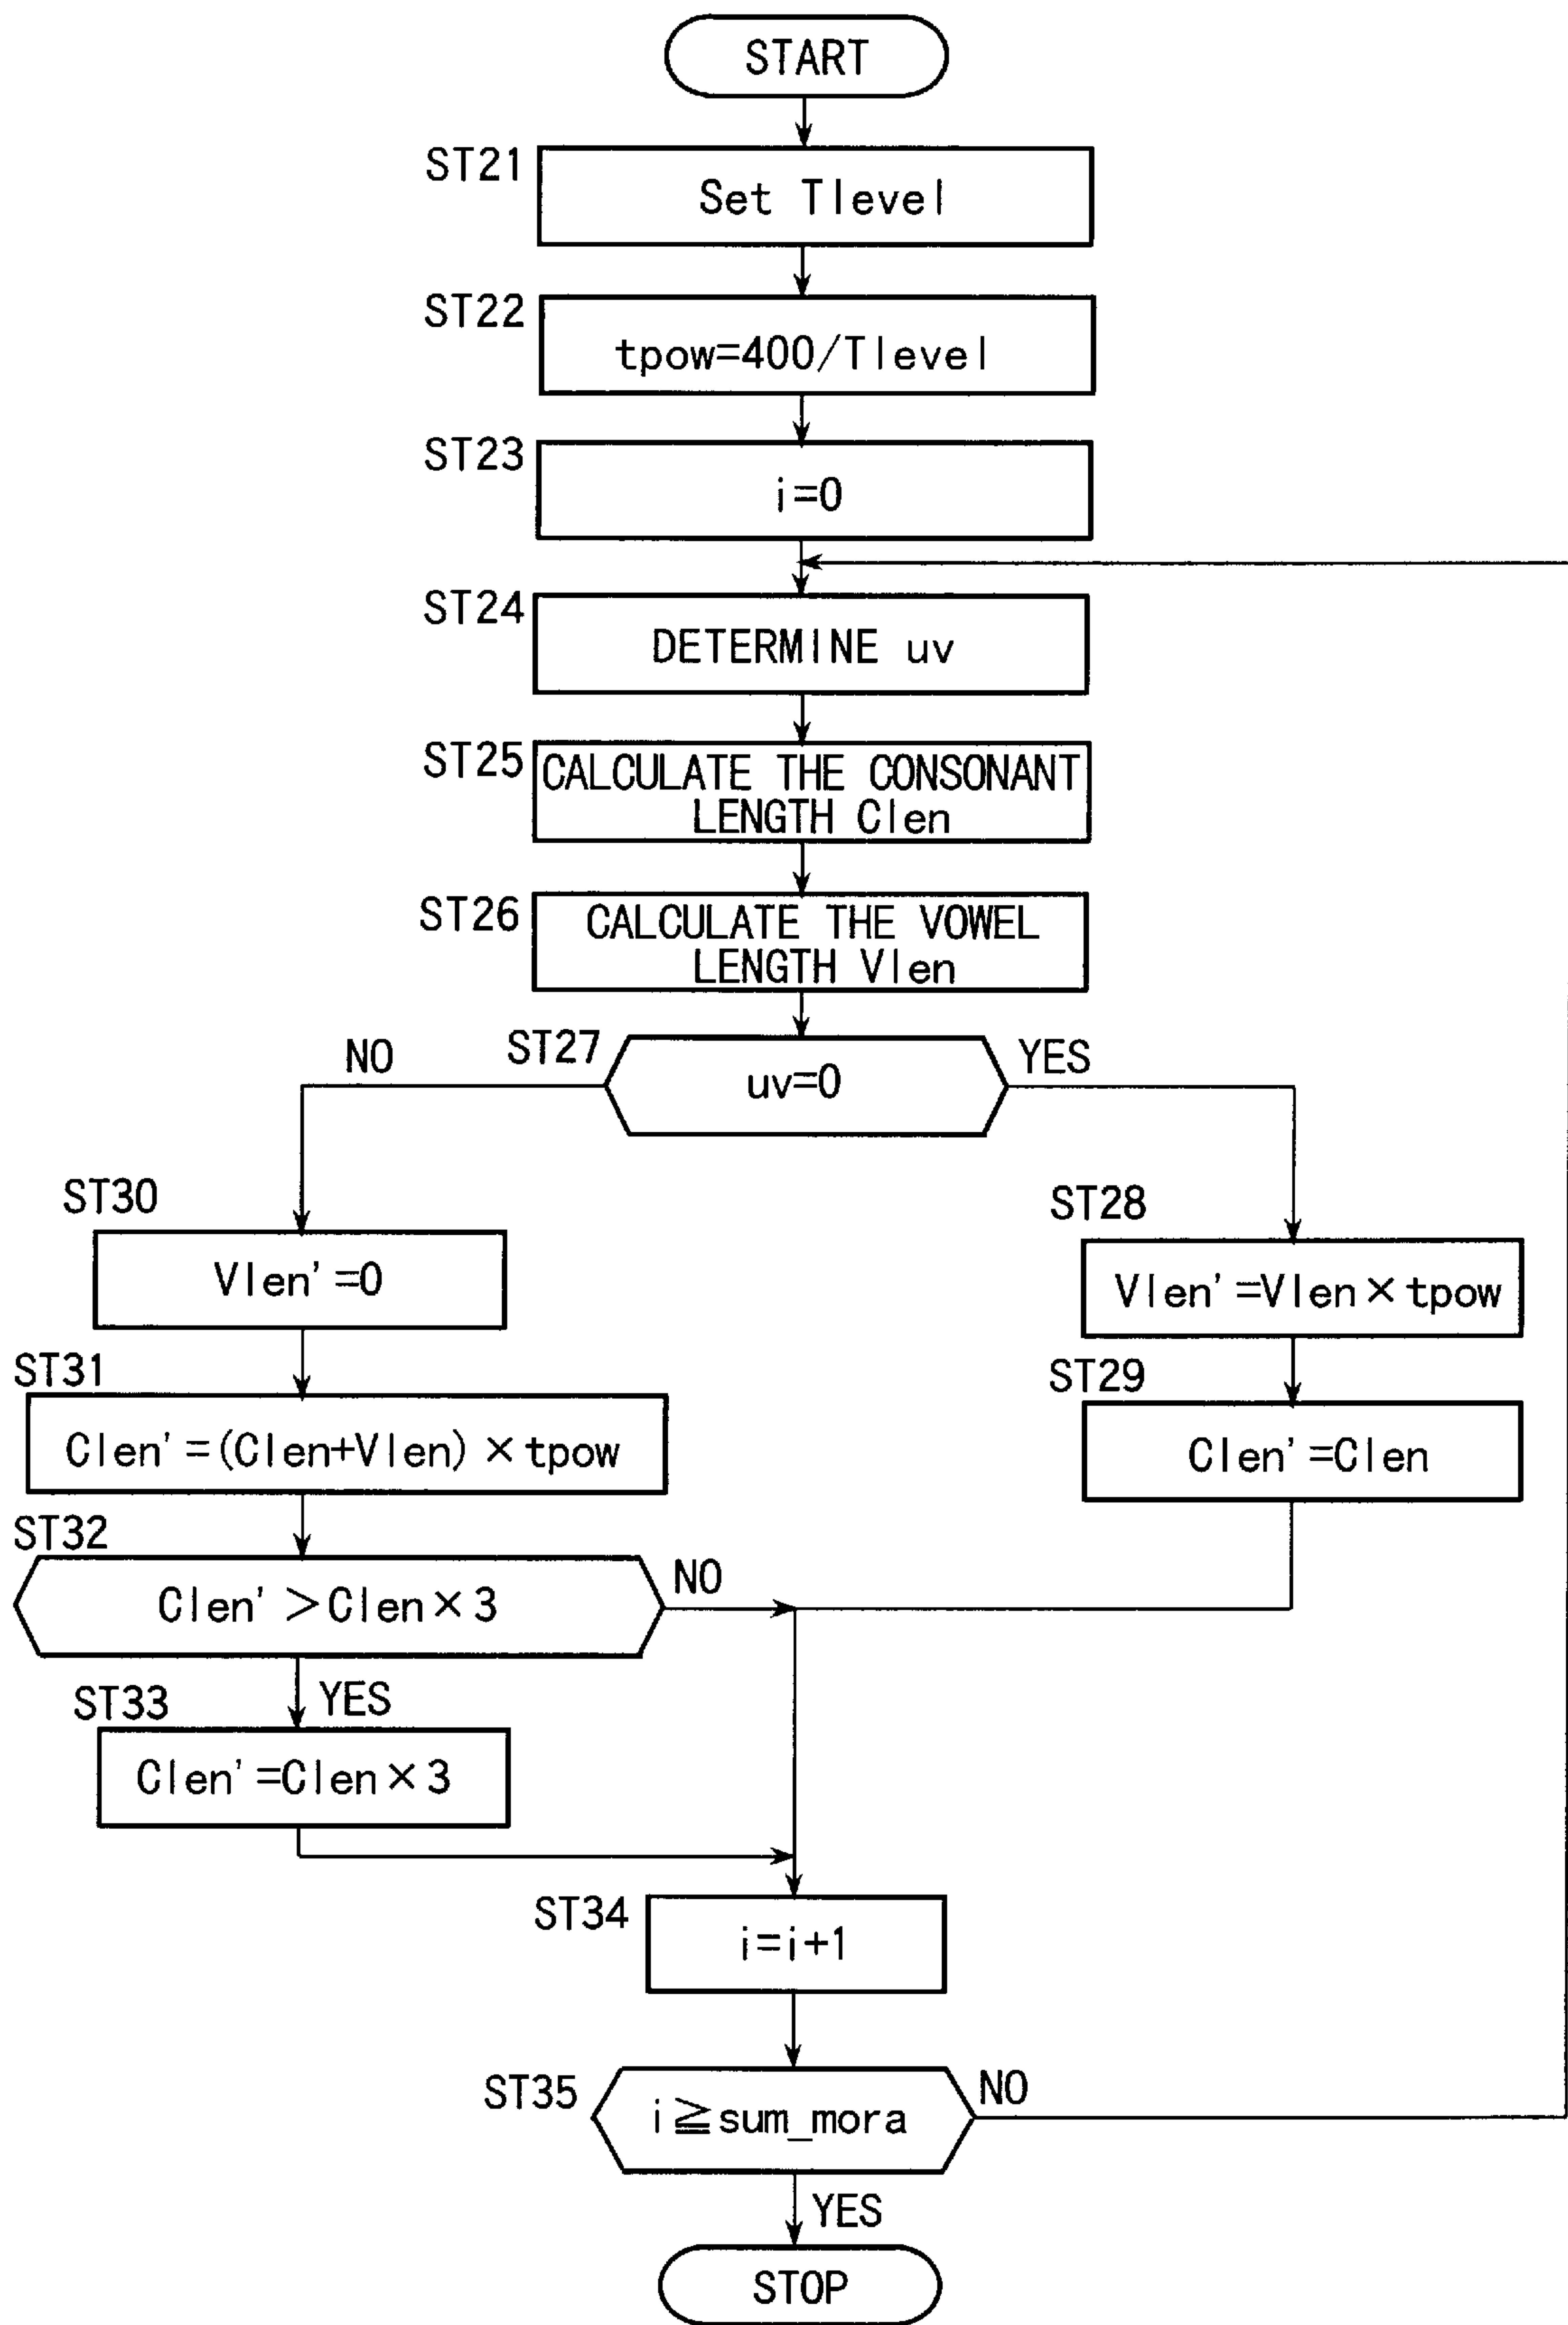 START
ST21
Set Tlevel
ST22
tpow=400/Tlevel
ST23
i=0
ST24
DETERMINE uv
ST25
CALCULATE THE CONSONANT
LENGTH Clen
ST26
CALCULATE THE VOWEL
LENGTH Vlen
ST27
uv=0
NO
YES
ST30
Vlen'=0
ST28
Vlen'=Vlen×tpow
ST31
Clen'=(Clen+Vlen)×tpow
ST29
Clen'=Clen
ST32
Clen'>Clen×3
NO
YES
ST33
Clen'=Clen×3
ST34
i=i+1
ST35
i≧sum_mora
NO
YES
STOP